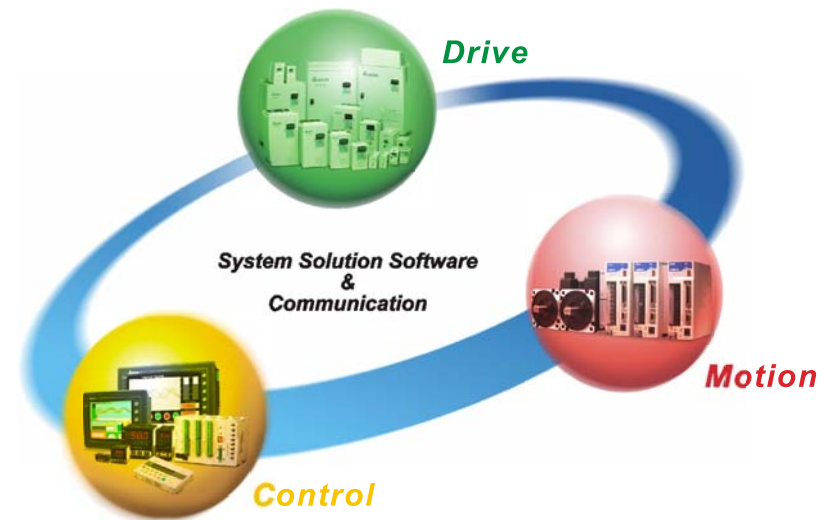 Drive
System Solution Software
&
Communication
Motion
Control